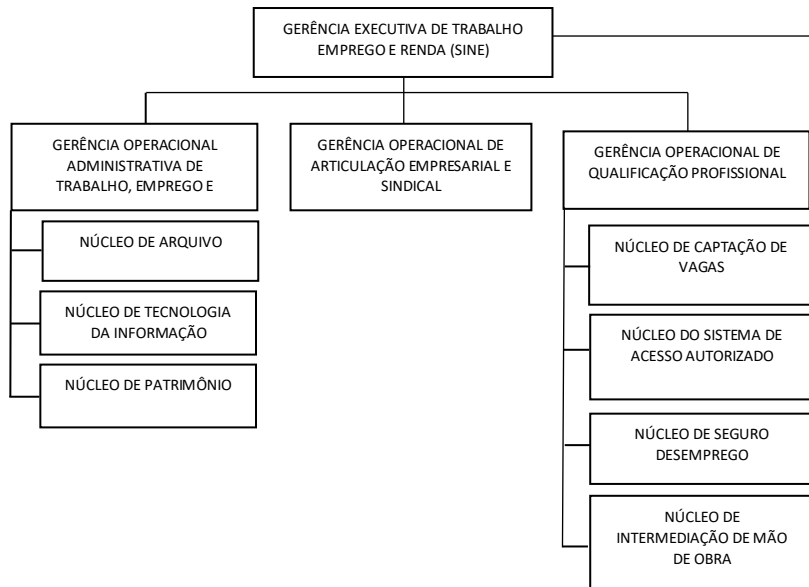 GERÊNCIA EXECUTIVA DE TRABALHO
EMPREGO E RENDA (SINE)
GERÊNCIA OPERACIONAL
ADMINISTRATIVA DE
TRABALHO, EMPREGO E
NÚCLEO DE ARQUIVO
NÚCLEO DE TECNOLOGIA
DA INFORMAÇÃO
NÚCLEO DE PATRIMÔNIO
GERÊNCIA OPERACIONAL DE
ARTICULAÇÃO EMPRESARIAL E
SINDICAL
GERÊNCIA OPERACIONAL DE
QUALIFICAÇÃO PROFISSIONAL
NÚCLEO DE CAPTAÇÃO DE
VAGAS
NÚCLEO DO SISTEMA DE
ACESSO AUTORIZADO
NÚCLEO DE SEGURO
DESEMPREGO
NÚCLEO DE
INTERMEDIAÇÃO DE MÃO
DE OBRA